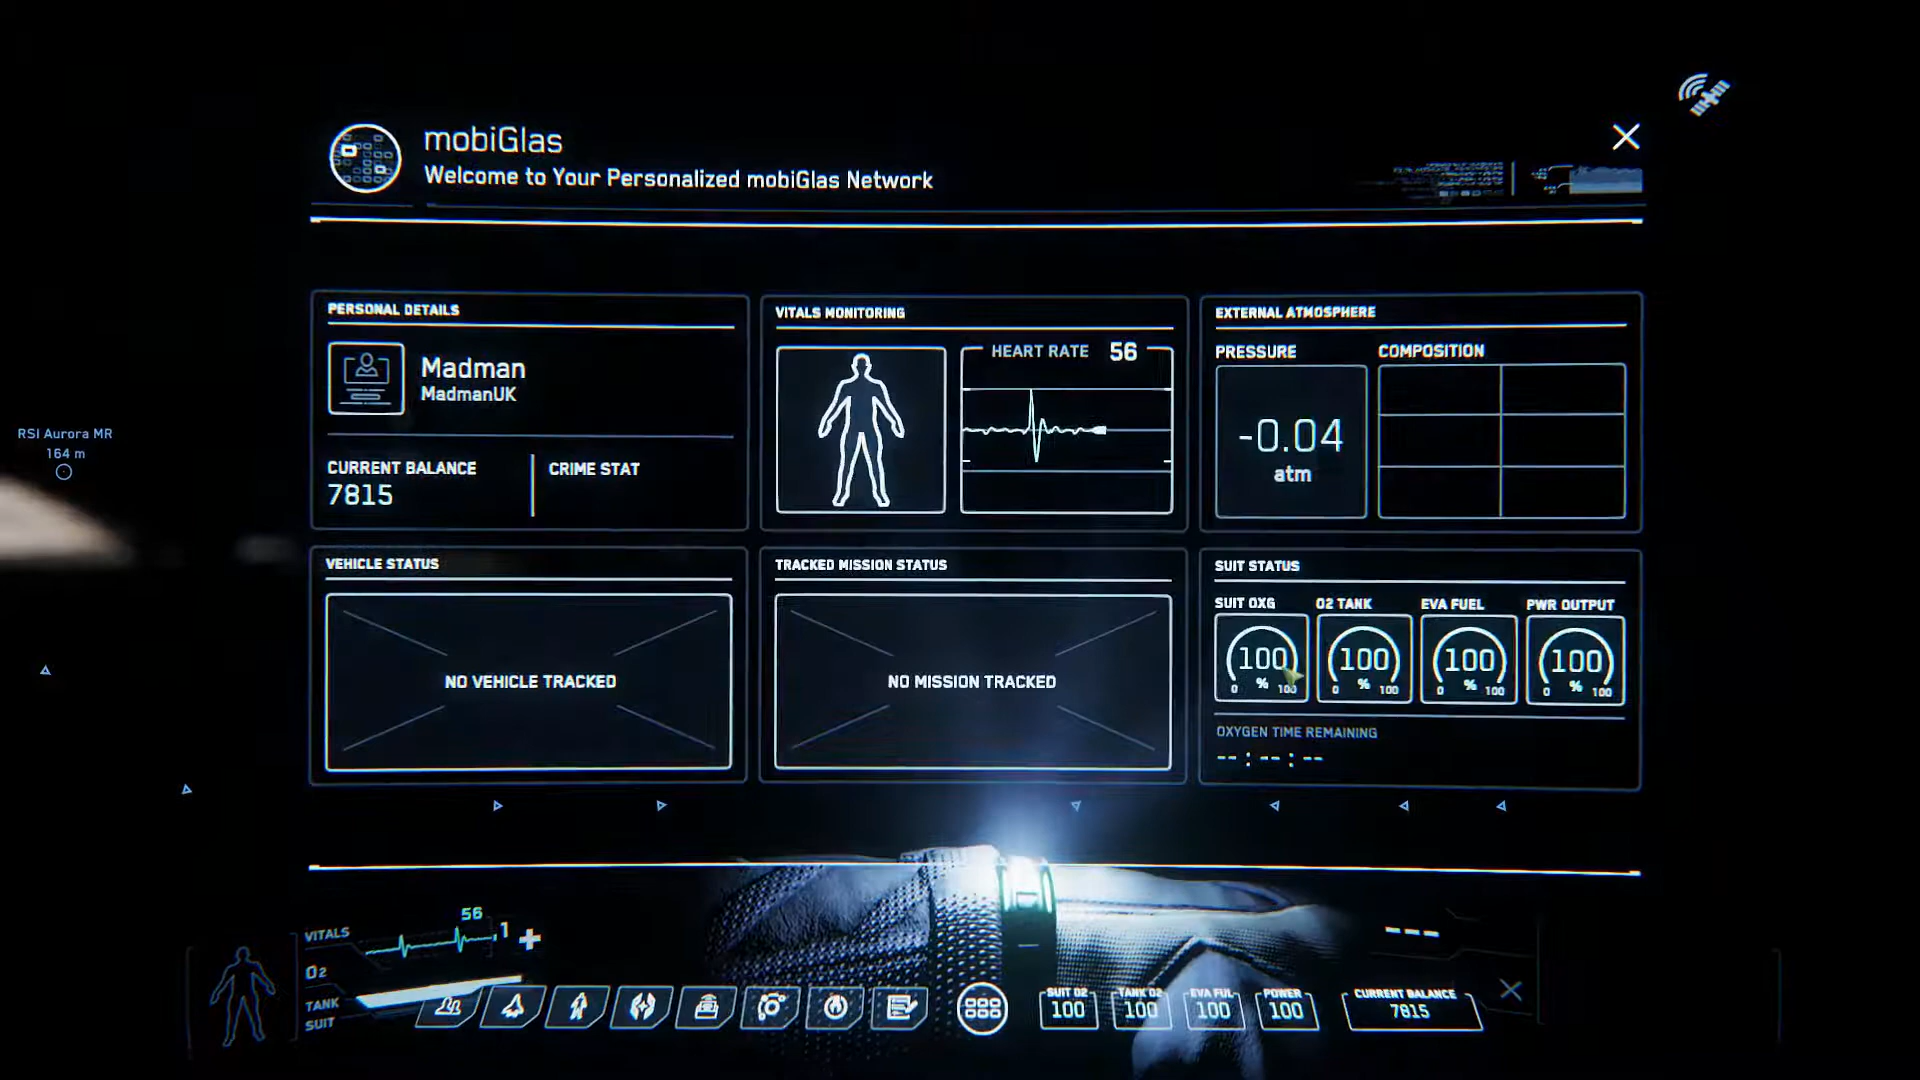 mobiGlas
Welcome to Your Personalized mobiGlas Network
PERSONAL DETAILS
Madman
MadmanUK
CURRENT BALANCE
7815
CRIME STAT
VITALS MONITORING
HEART RATE 56
EXTERNAL ATMOSPHERE
PRESSURE
-0.04
atm
COMPOSITION
RSI Aurora MR
164 m
VEHICLE STATUS
NO VEHICLE TRACKED
TRACKED MISSION STATUS
NO MISSION TRACKED
SUIT STATUS
SUIT OXG
100
%
0 100
O2 TANK
100
%
0 100
EVA FUEL
100
%
0 100
PWR OUTPUT
100
%
0 100
OXYGEN TIME REMAINING
-- : -- : --
VITALS
56
1
O2
TANK
SUIT
SUIT O2
100
TANK O2
100
EVA FUL
100
POWER
100
CURRENT BALANCE
7815
---